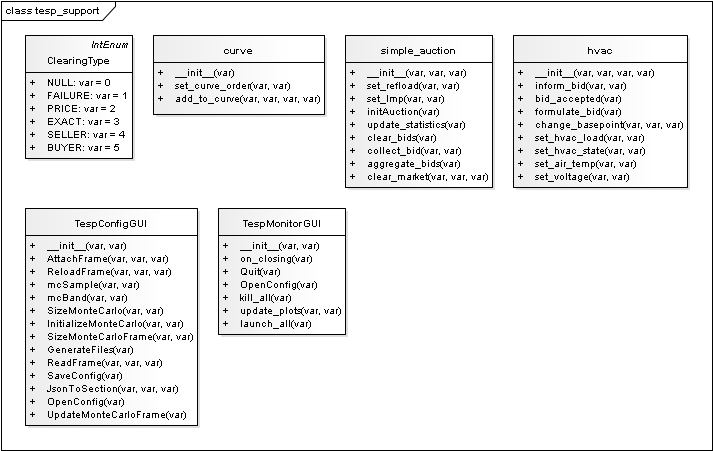 class tesp_support
IntEnum
ClearingType
+ NULL: var = 0
+ FAILURE: var = 1
+ PRICE: var = 2
+ EXACT: var = 3
+ SELLER: var = 4
+ BUYER: var = 5
curve
+ __init__(var)
+ set_curve_order(var, var)
+ add_to_curve(var, var, var, var)
simple_auction
+ __init__(var, var, var)
+ set_refload(var, var)
+ set_lmp(var, var)
+ initAuction(var)
+ update_statistics(var)
+ clear_bids(var)
+ collect_bid(var, var)
+ aggregate_bids(var)
+ clear_market(var, var, var)
hvac
+ __init__(var, var, var, var)
+ inform_bid(var, var)
+ bid_accepted(var)
+ formulate_bid(var)
+ change_basepoint(var, var, var)
+ set_hvac_load(var, var)
+ set_hvac_state(var, var)
+ set_air_temp(var, var)
+ set_voltage(var, var)
TespConfigGUI
+ __init__(var, var)
+ AttachFrame(var, var, var)
+ ReloadFrame(var, var, var)
+ mcSample(var, var)
+ mcBand(var, var)
+ SizeMonteCarlo(var, var)
+ InitializeMonteCarlo(var, var)
+ SizeMonteCarloFrame(var, var)
+ GenerateFiles(var)
+ ReadFrame(var, var, var)
+ SaveConfig(var)
+ JsonToSection(var, var, var)
+ OpenConfig(var)
+ UpdateMonteCarloFrame(var)
TespMonitorGUI
+ __init__(var, var)
+ on_closing(var)
+ Quit(var)
+ OpenConfig(var)
+ kill_all(var)
+ update_plots(var, var)
+ launch_all(var)